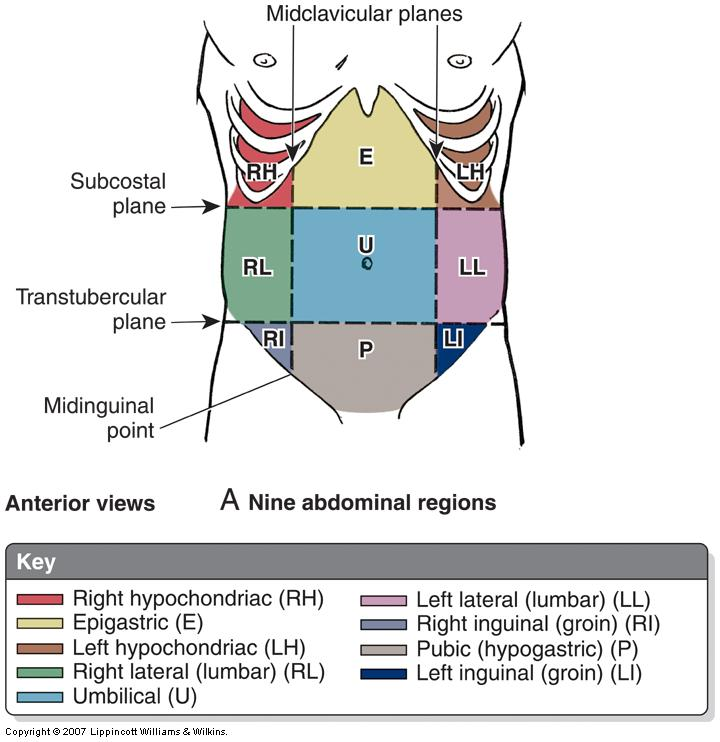 Midclavicular planes
E
RH
LH
Subcostal
plane
U
RL
LL
Transtubercular
plane
RI
P
LI
Midinguinal
point
Anterior views
A Nine abdominal regions
Key
Right hypochondriac (RH)
Epigastric (E)
Left hypochondriac (LH)
Right lateral (lumbar) (RL)
Umbilical (U)
Left lateral (lumbar) (LL)
Right inguinal (groin) (RI)
Pubic (hypogastric) (P)
Left inguinal (groin) (LI)
Copyright © 2007 Lippincott Williams & Wilkins.